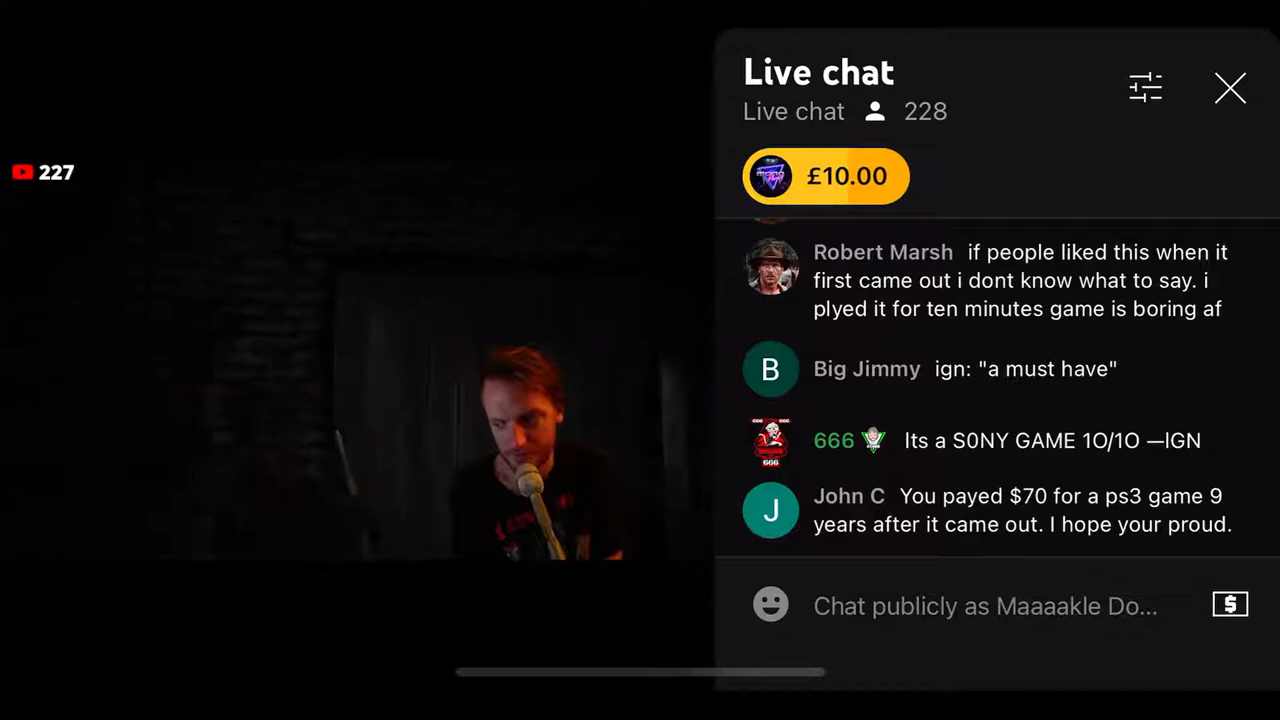 Live chat
Live chat 228
227
£10.00
Robert Marsh if people liked this when it
first came out i dont know what to say. i
plyed it for ten minutes game is boring af
B Big Jimmy ign: "a must have"
666 Its a S0NY GAME 1O/1O —IGN
666
J John C You payed $70 for a ps3 game 9
years after it came out. I hope your proud.
Chat publicly as Maaaakle Do...
$